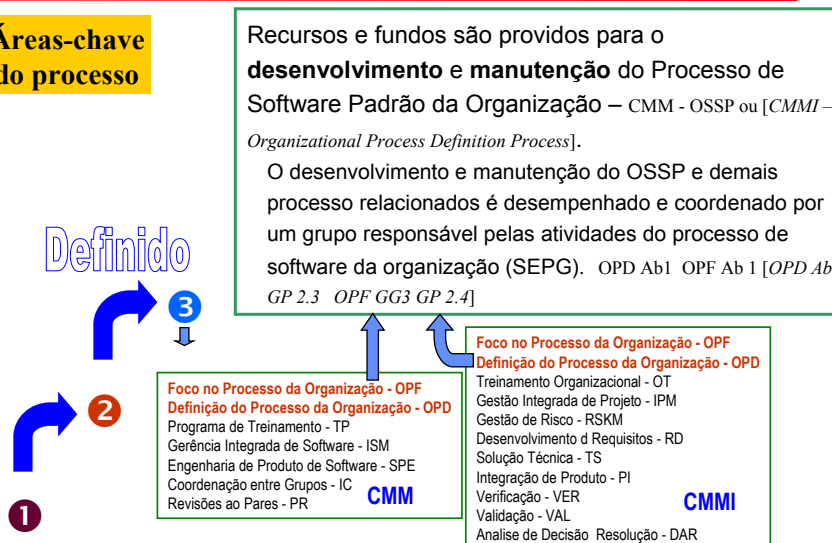 Áreas-chave
do processo
Recursos e fundos são providos para o
desenvolvimento e manutenção do Processo de
Software Padrão da Organização – CMM - OSSP ou [CMMI –
Organizational Process Definition Process].
O desenvolvimento e manutenção do OSSP e demais
processo relacionados é desempenhado e coordenado por
um grupo responsável pelas atividades do processo de
software da organização (SEPG). OPD Ab1 OPF Ab 1 [OPD Ab
GP 2.3 OPF GG3 GP 2.4]
Definido
3
2
1
Foco no Processo da Organização - OPF
Definição do Processo da Organização - OPD
Programa de Treinamento - TP
Gerência Integrada de Software - ISM
Engenharia de Produto de Software - SPE
Coordenação entre Grupos - IC
Revisões ao Pares - PR
CMM
Foco no Processo da Organização - OPF
Definição do Processo da Organização - OPD
Treinamento Organizacional - OT
Gestão Integrada de Projeto - IPM
Gestão de Risco - RSKM
Desenvolvimento d Requisitos - RD
Solução Técnica - TS
Integração de Produto - PI
Verificação - VER
Validação - VAL
Analise de Decisão Resolução - DAR
CMMI